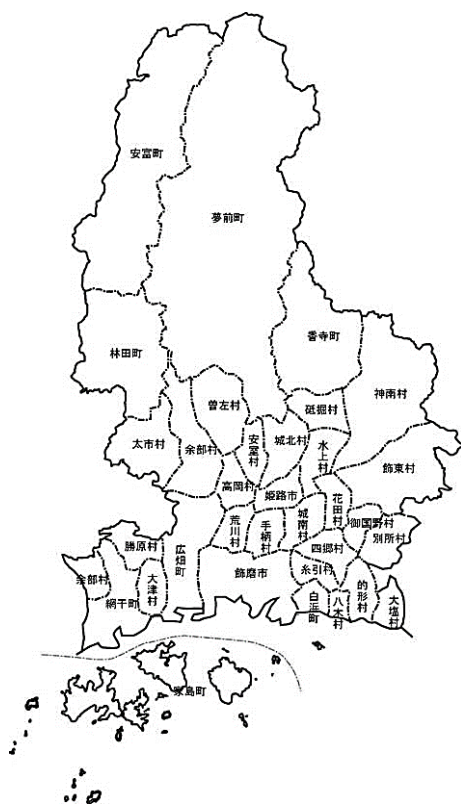 安富町
夢前町
香寺町
林田町
神南村
曽左村
砥掘村
太市村
余部村
安室村
城北村
水上村
飾東村
高岡村
姫路市
花田村
荒川村
手柄村
城南村
御国野村
別所村
勝原村
広畑町
四郷村
余部村
大津村
飾磨市
糸引村
網干町
白浜町
八木村
的形村
大塩村
家島町